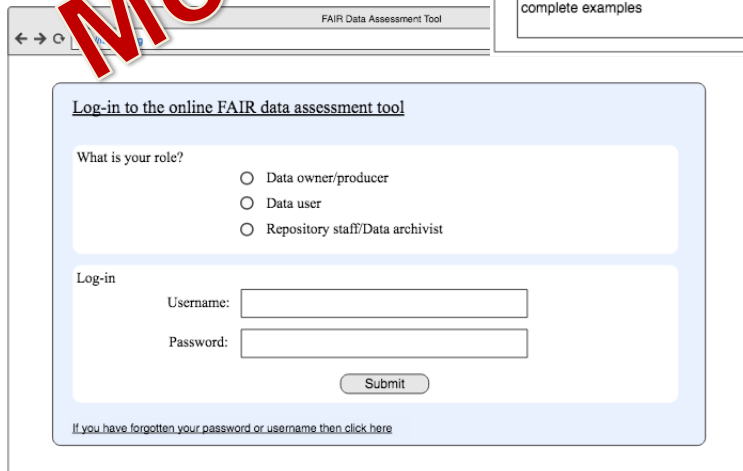 complete examples
FAIR Data Assessment Tool
Log-in to the online FAIR data assessment tool
What is your role?
Data owner/producer
Data user
Repository staff/Data archivist
Log-in
Username:
Password:
Submit
If you have forgotten your password or username then click here